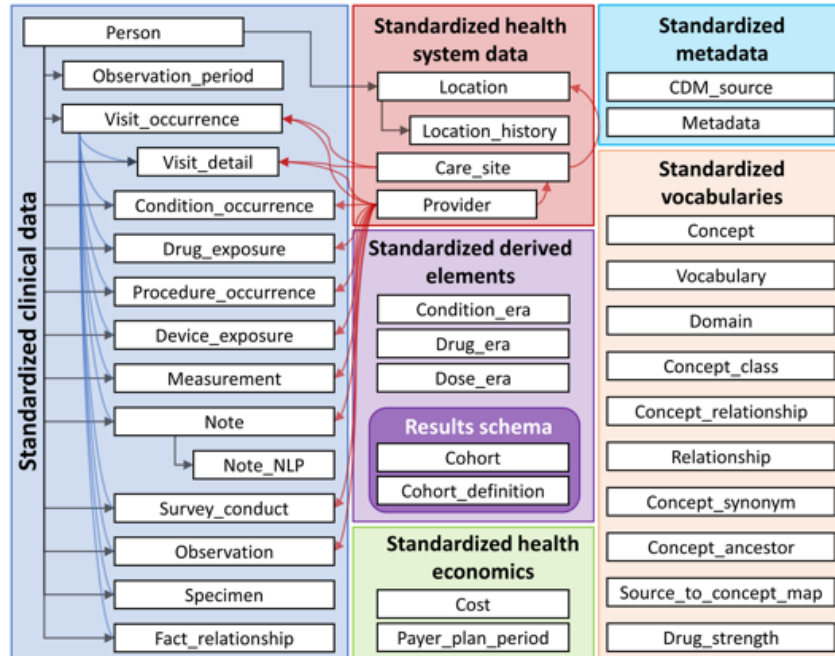 Standardized clinical data
Person
Observation_period
Visit_occurrence
Visit_detail
Condition_occurrence
Drug_exposure
Procedure_occurrence
Device_exposure
Measurement
Note
Note_NLP
Survey_conduct
Observation
Specimen
Fact_relationship
Standardized health
system data
Location
Location_history
Care_site
Provider
Standardized derived
elements
Condition_era
Drug_era
Dose_era
Results schema
Cohort
Cohort_definition
Standardized health
economics
Cost
Payer_plan_period
Standardized
metadata
CDM_source
Metadata
Standardized
vocabularies
Concept
Vocabulary
Domain
Concept_class
Concept_relationship
Relationship
Concept_synonym
Concept_ancestor
Source_to_concept_map
Drug_strength